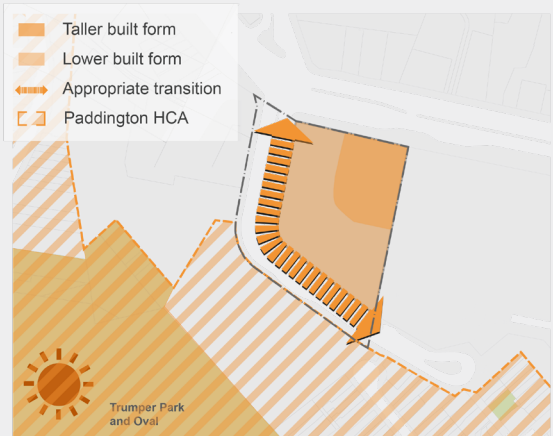 Taller built form
Lower built form
Appropriate transition
Paddington HCA
Trumper Park
and Oval